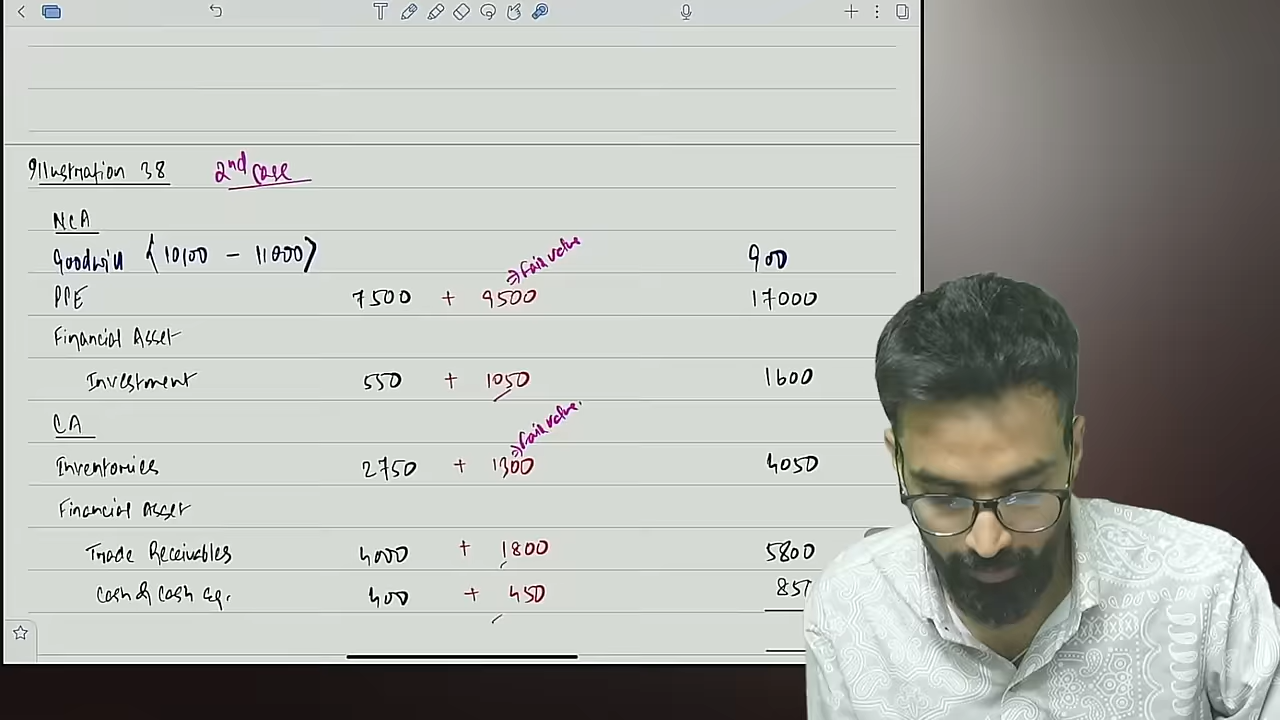 Illustration 38 2nd case
NCA
Goodwill (10100 - 11000) 900
⇒ Fair value
PPE 7500 + 9500 17000
Financial Asset
Investment 550 + 1050 1600
CA
⇒ Fair value.
Inventories 2750 + 1300 4050
Financial Asset
Trade Receivables 4000 + 1800 5800
Cash & cash eq. 400 + 450